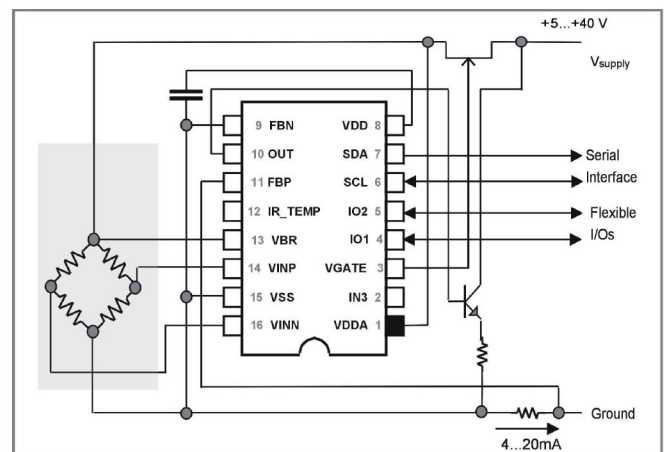 +5...+40 V
Vsupply
9 FBN VDD 8
10 OUT SDA 7
Serial
11 FBP SCL 6
Interface
12 IR_TEMP IO2 5
Flexible
13 VBR IO1 4
I/Os
14 VINP VGATE 3
15 VSS IN3 2
16 VINN VDDA 1
Ground
4...20mA